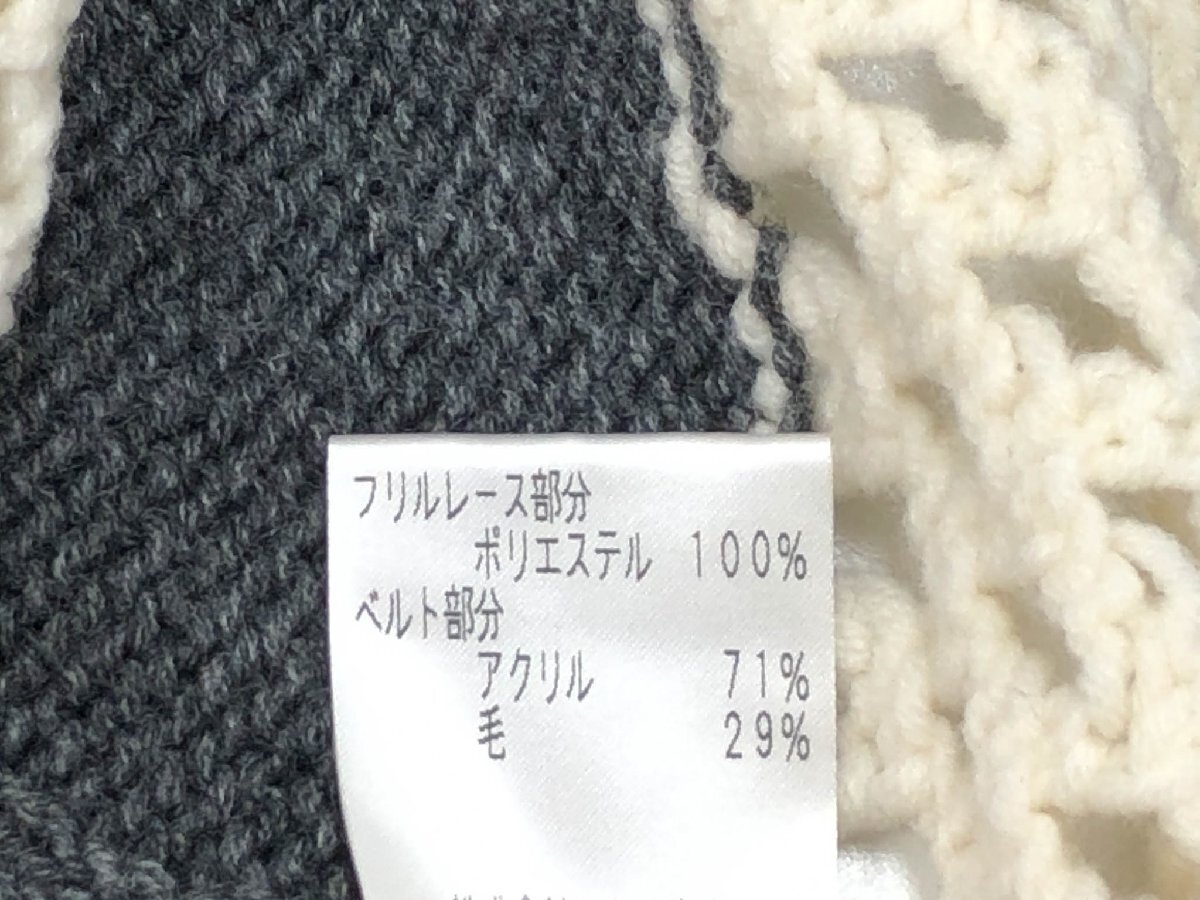 フリルレース部分
ポリエステル 100%
ベルト部分
アクリル 71%
毛 29%